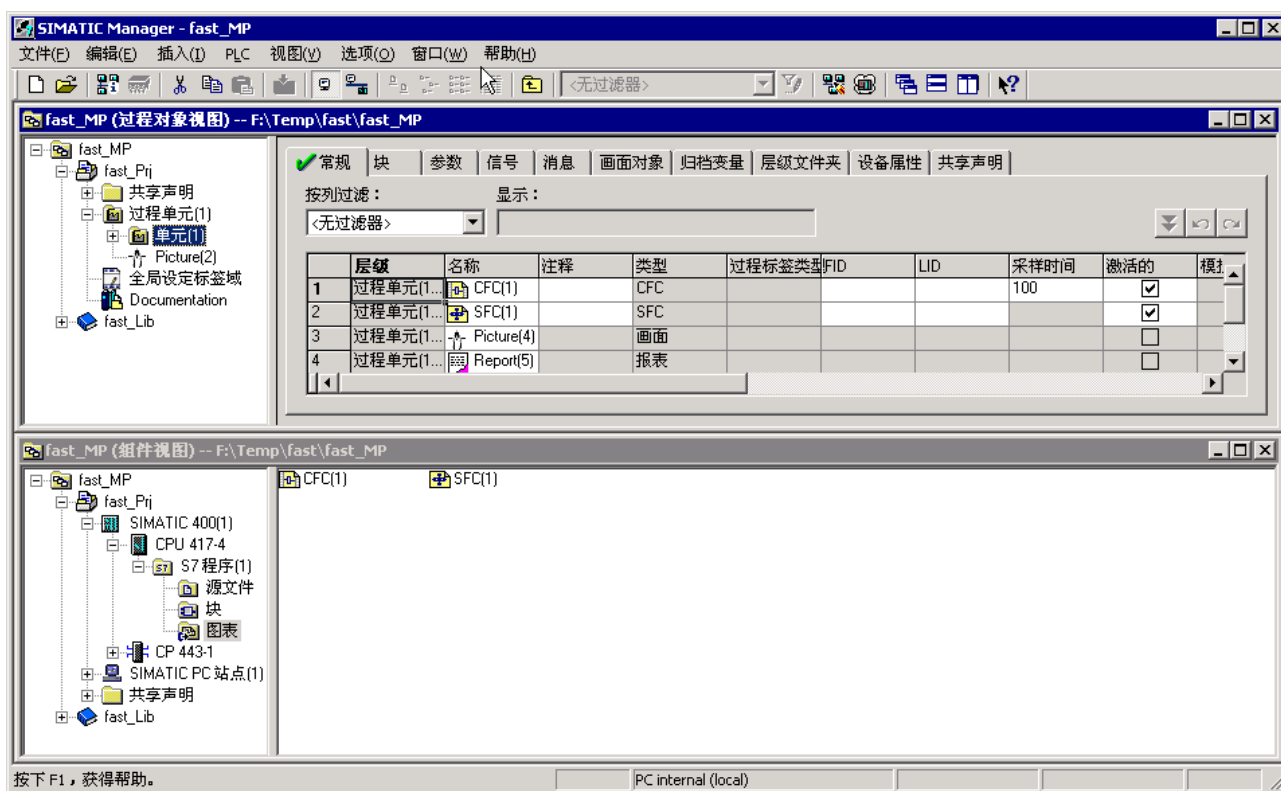 SIMATIC Manager - fast_MP
文件(F) 编辑(E) 插入(I) PLC 视图(V) 选项(O) 窗口(W) 帮助(H)
<无过滤器>
fast_MP (过程对象视图) -- F:\Temp\fast\fast_MP
fast_MP
fast_Prj
共享声明
过程单元(1)
单元(1)
Picture(2)
全局设定标签域
Documentation
fast_Lib
常规 块 参数 信号 消息 画面对象 归档变量 层级文件夹 设备属性 共享声明
按列过滤： 显示：
<无过滤器>
层级 名称 注释 类型 过程标签类型 FID LID 采样时间 激活的
1 过程单元(1... CFC(1) CFC 100
2 过程单元(1... SFC(1) SFC
3 过程单元(1... Picture(4) 画面
4 过程单元(1... Report(5) 报表
fast_MP (组件视图) -- F:\Temp\fast\fast_MP
fast_MP
fast_Prj
SIMATIC 400(1)
CPU 417-4
S7 程序(1)
源文件
块
图表
CP 443-1
SIMATIC PC 站点(1)
共享声明
fast_Lib
CFC(1) SFC(1)
按下 F1，获得帮助。 PC internal (local)